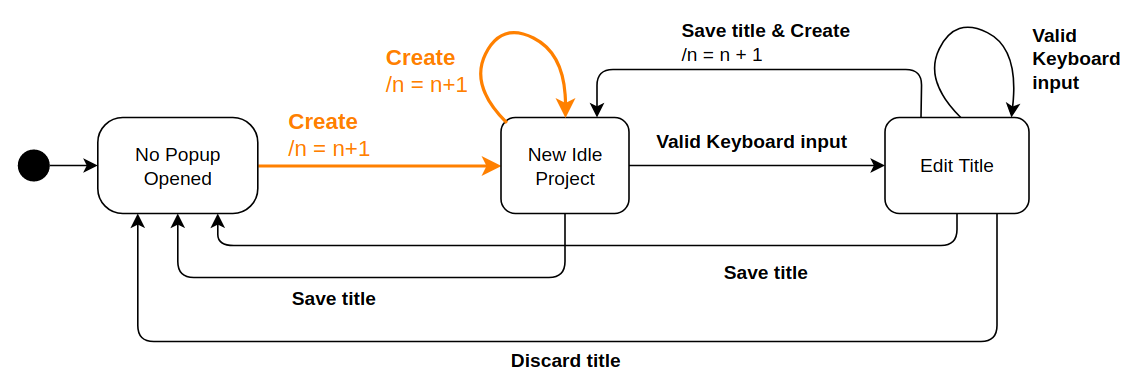 Save title & Create
/n = n + 1
Valid
Keyboard
input
Create
/n = n+1
Create
/n = n+1
No Popup
Opened
New Idle
Project
Valid Keyboard input
Edit Title
Save title
Save title
Discard title